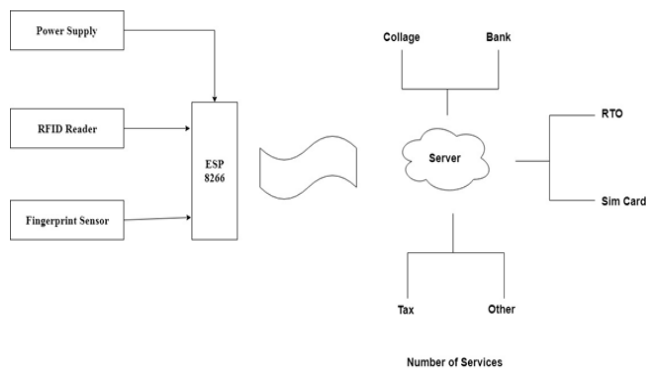 Power Supply
RFID Reader
Fingerprint Sensor
ESP
8266
Collage
Bank
Server
RTO
Sim Card
Tax
Other
Number of Services